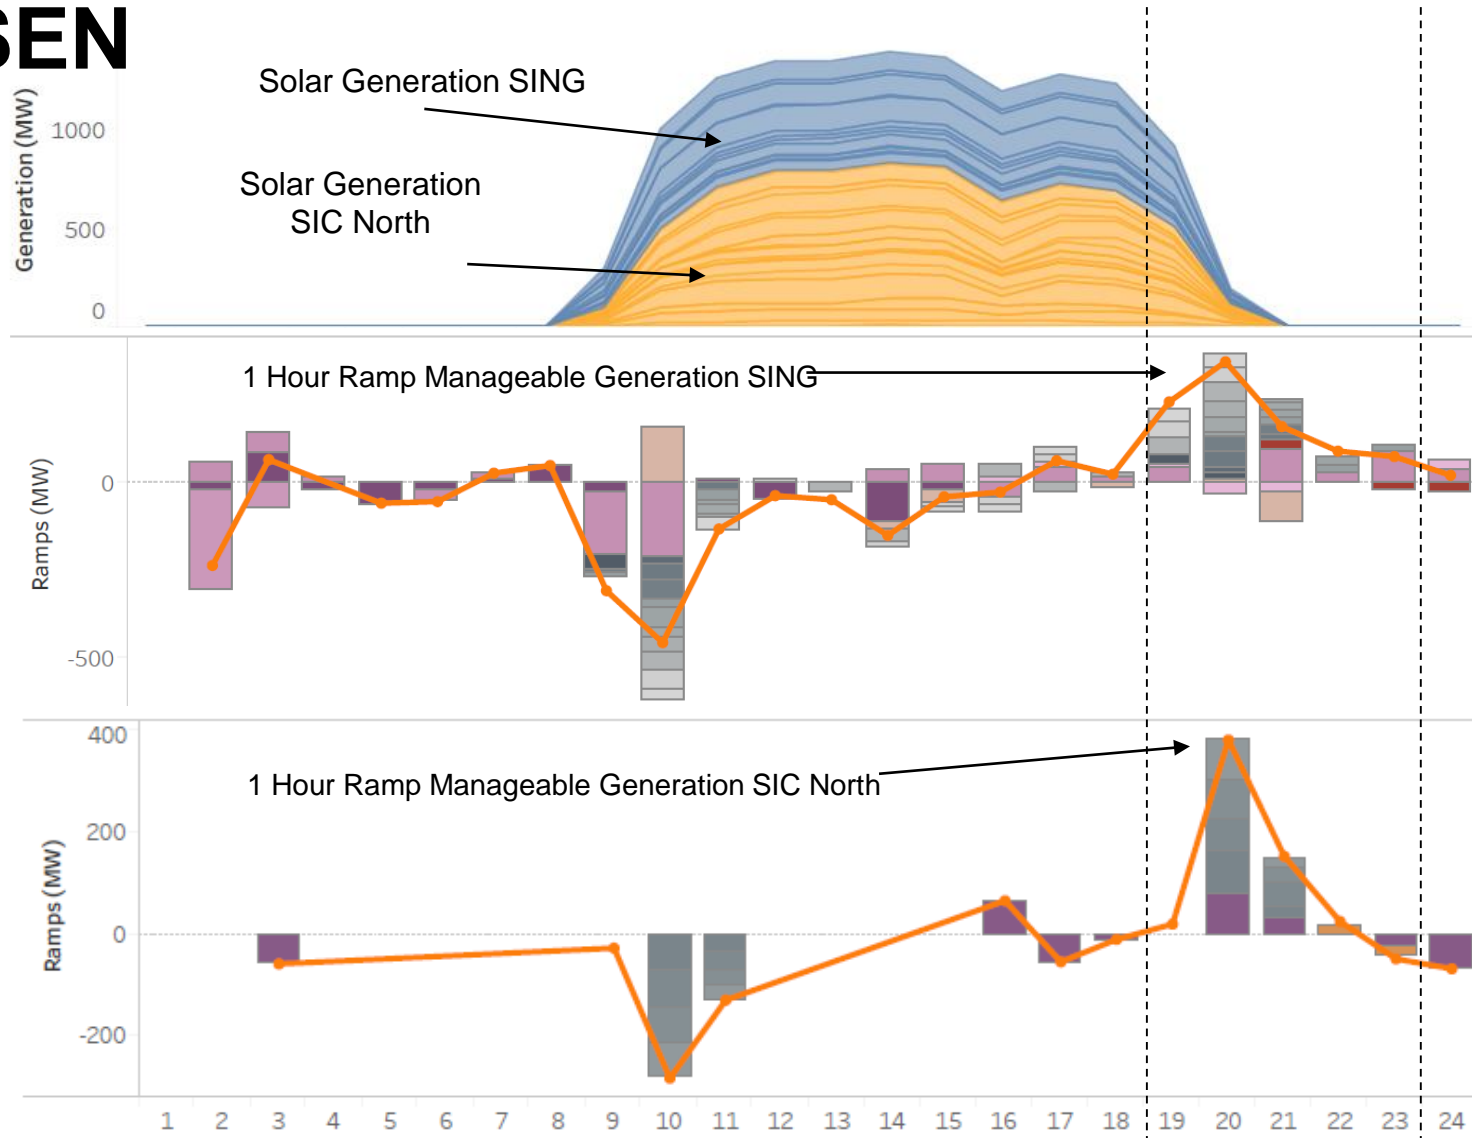 SEN
Generation (MW)
1000
500
0
Solar Generation SING
Solar Generation
SIC North
Ramps (MW)
0
-500
1 Hour Ramp Manageable Generation SING
Ramps (MW)
400
200
0
-200
1 Hour Ramp Manageable Generation SIC North
1 2 3 4 5 6 7 8 9 10 11 12 13 14 15 16 17 18 19 20 21 22 23 24